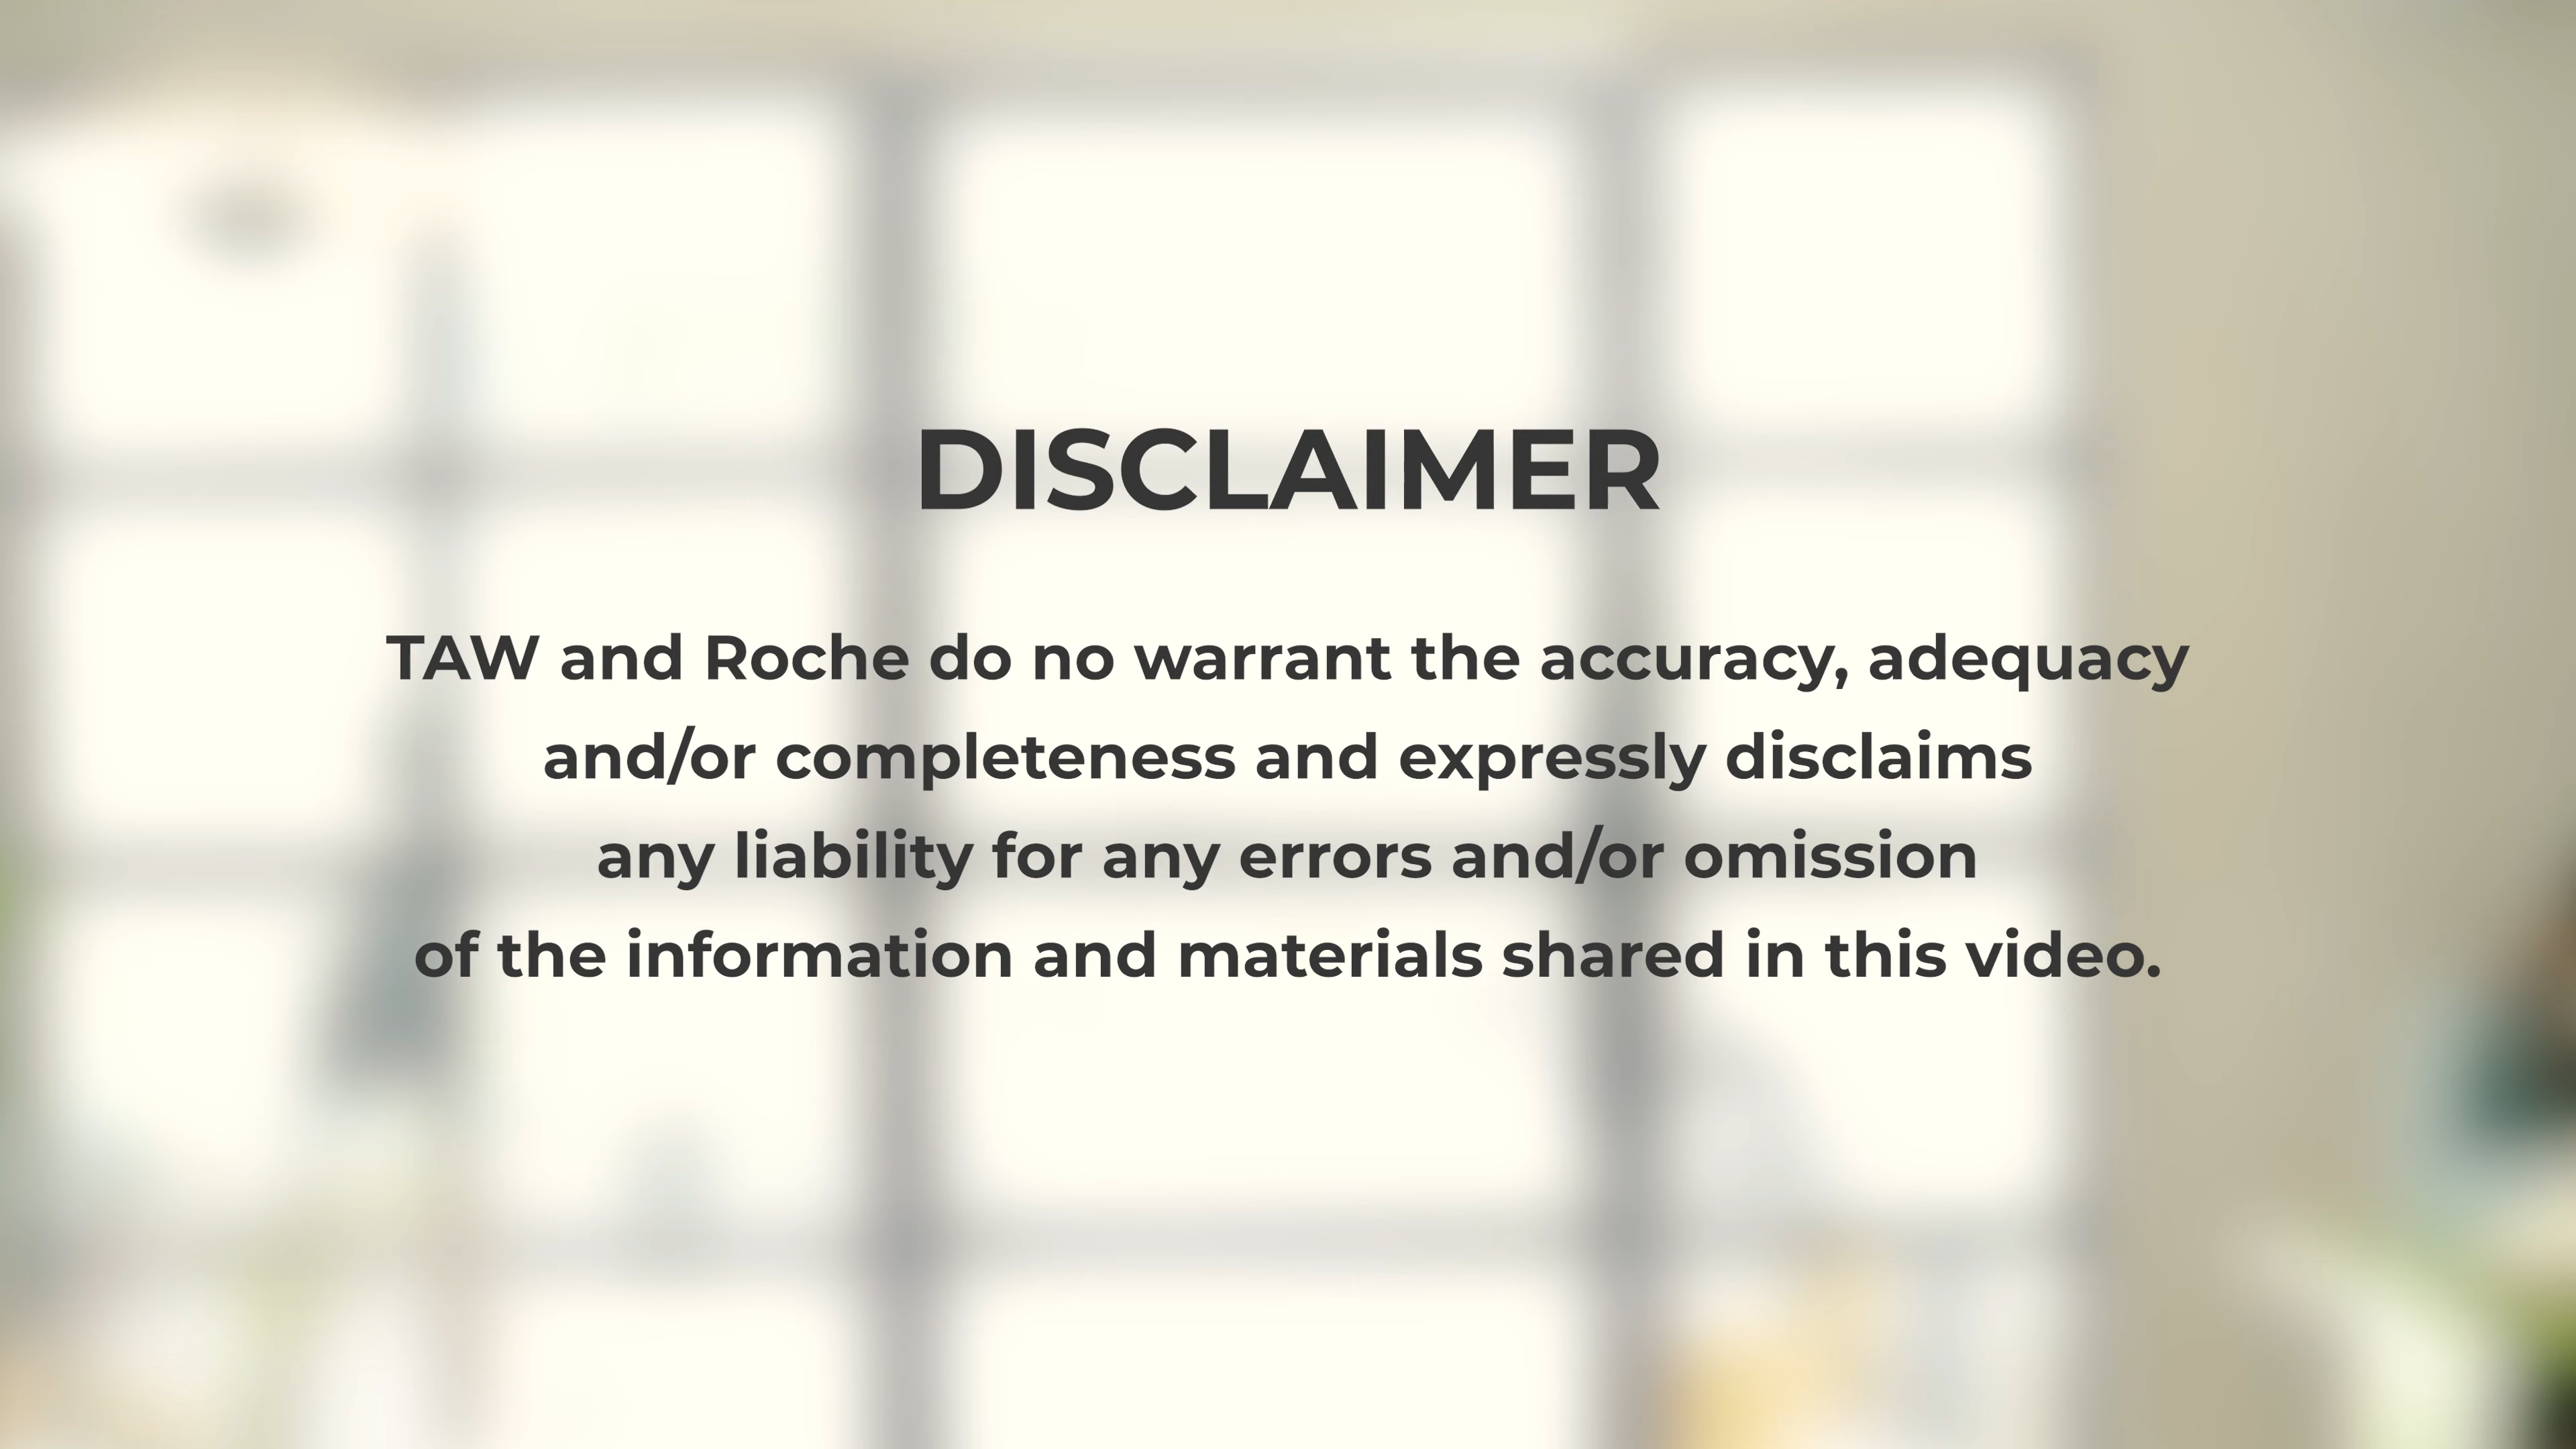 DISCLAIMER
TAW and Roche do no warrant the accuracy, adequacy
and/or completeness and expressly disclaims
any liability for any errors and/or omission
of the information and materials shared in this video.